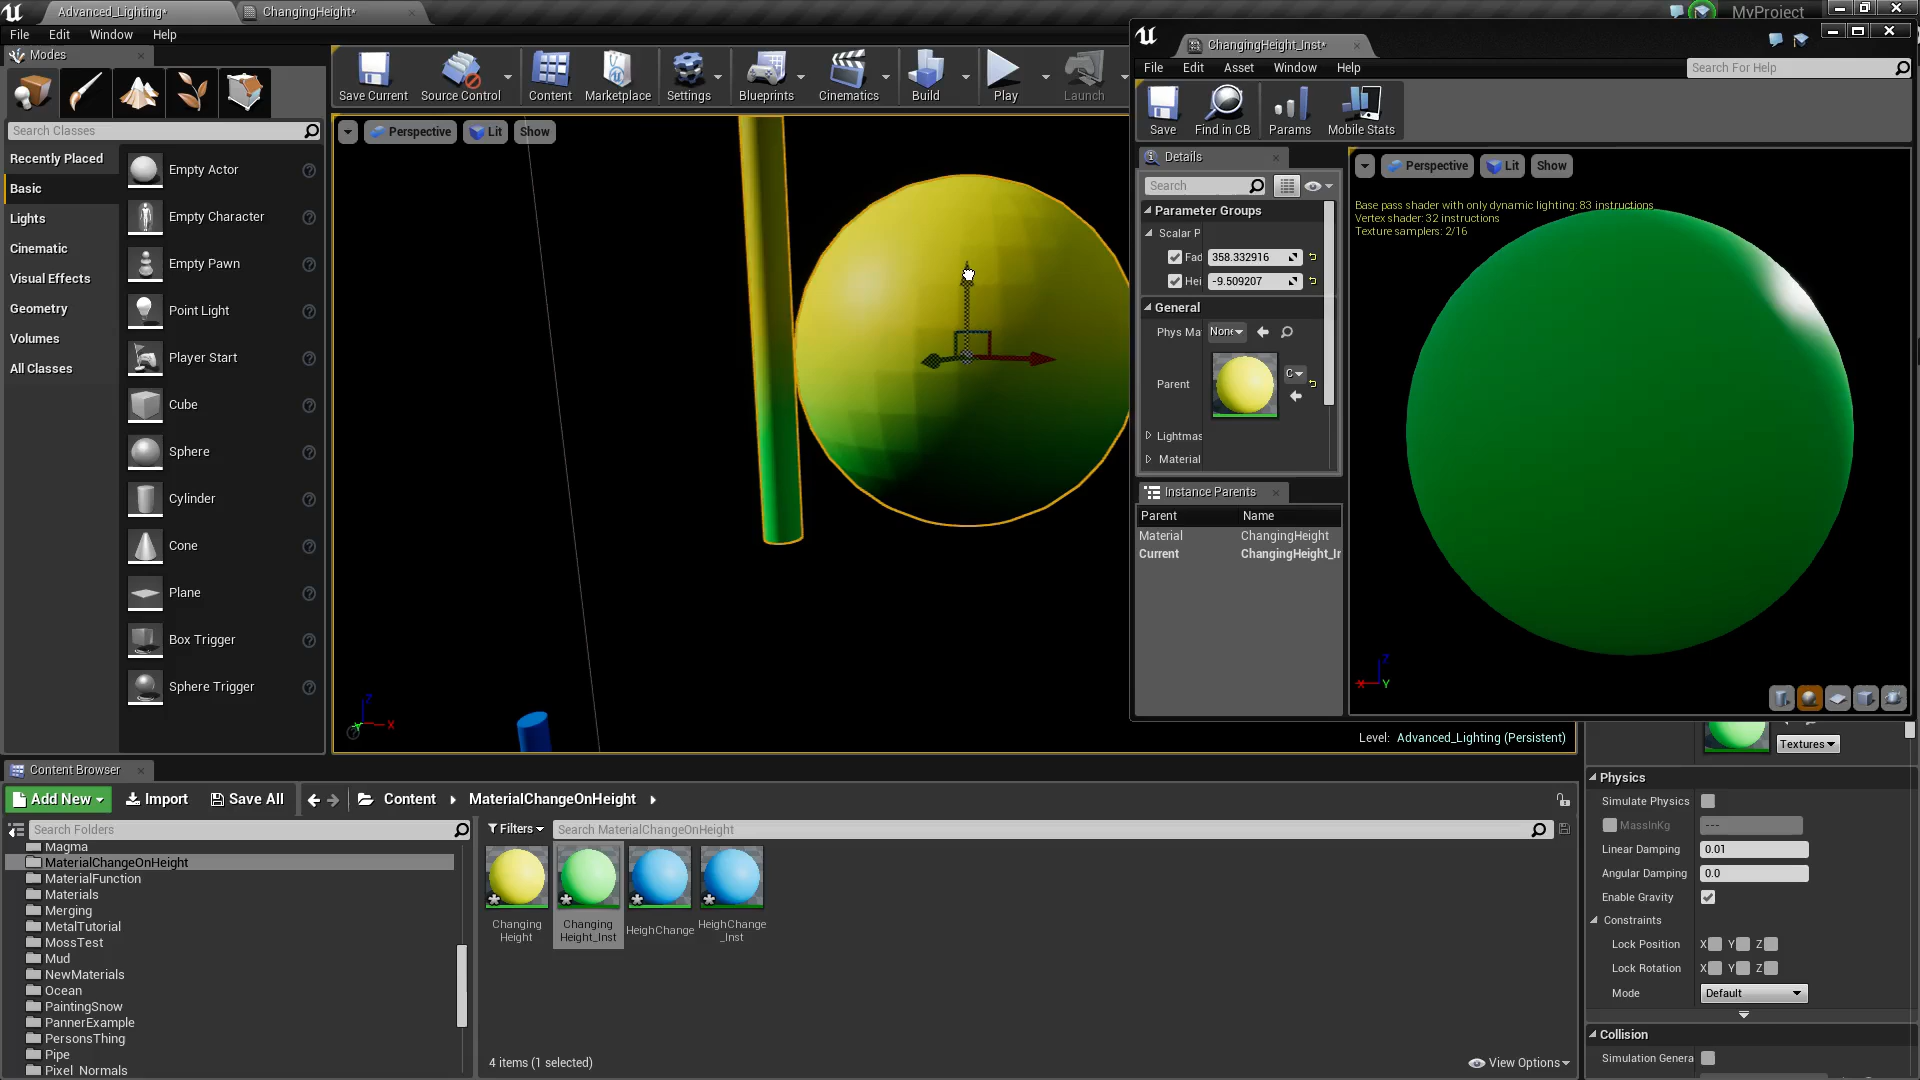 Advanced_Lighting*
ChangingHeight*
MyProject
File Edit Window Help
Modes
Search Classes
Recently Placed
Basic
Lights
Cinematic
Visual Effects
Geometry
Volumes
All Classes
Empty Actor
Empty Character
Empty Pawn
Point Light
Player Start
Cube
Sphere
Cylinder
Cone
Plane
Box Trigger
Sphere Trigger
Save Current
Source Control
Content
Marketplace
Settings
Blueprints
Cinematics
Build
Play
Launch
Perspective
Lit
Show
Z
X
Level: Advanced_Lighting (Persistent)
ChangingHeight_Inst*
File Edit Asset Window Help
Search For Help
Save
Find in CB
Params
Mobile Stats
Details
Search
Parameter Groups
Scalar P
Fad 358.332916
Hei -9.509207
General
Phys Ma None
Parent
C
Lightmas
Material
Instance Parents
Parent Name
Material ChangingHeight
Current ChangingHeight_Ir
Perspective
Lit
Show
Base pass shader with only dynamic lighting: 83 instructions
Vertex shader: 32 instructions
Texture samplers: 2/16
Z
X Y
Textures
Physics
Simulate Physics
MassInKg ---
Linear Damping 0.01
Angular Damping 0.0
Enable Gravity
Constraints
Lock Position X Y Z
Lock Rotation X Y Z
Mode Default
Collision
Simulation Genera
Content Browser
Add New
Import
Save All
Content
MaterialChangeOnHeight
Search Folders
Filters
Search MaterialChangeOnHeight
Magma
MaterialChangeOnHeight
MaterialFunction
Materials
Merging
MetalTutorial
MossTest
Mud
NewMaterials
Ocean
PaintingSnow
PannerExample
PersonsThing
Pipe
Pixel_Normals
Changing
Height
Changing
Height_Inst
HeighChange
HeighChange
_Inst
4 items (1 selected)
View Options